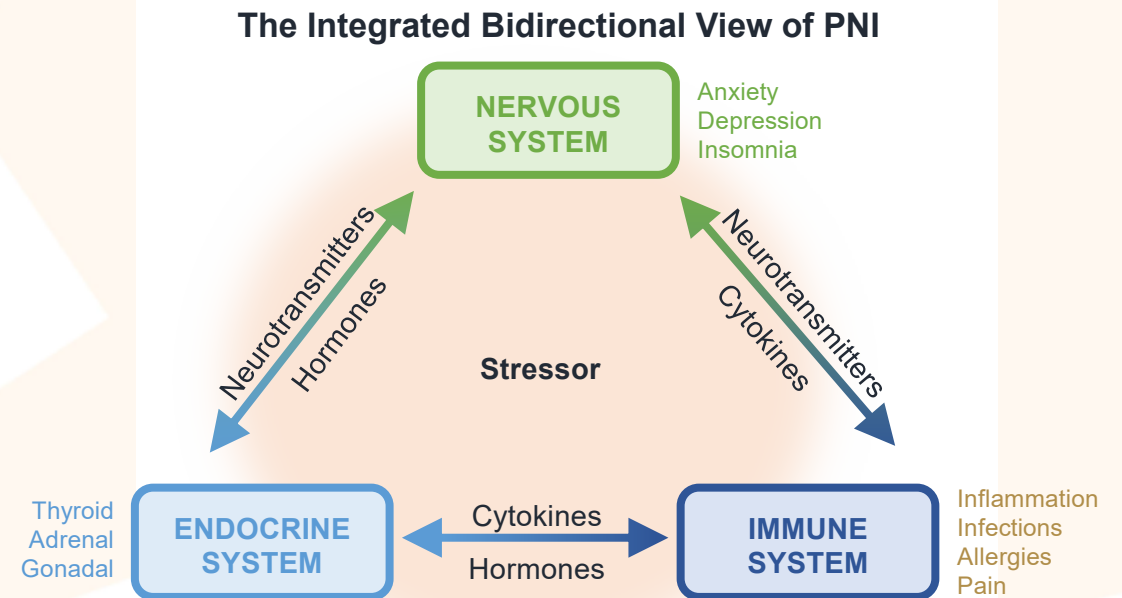 The Integrated Bidirectional View of PNI
NERVOUS
SYSTEM
Anxiety
Depression
Insomnia
Neurotransmitters
Hormones
Neurotransmitters
Cytokines
Stressor
Thyroid
Adrenal
Gonadal
ENDOCRINE
SYSTEM
Cytokines
Hormones
IMMUNE
SYSTEM
Inflammation
Infections
Allergies
Pain